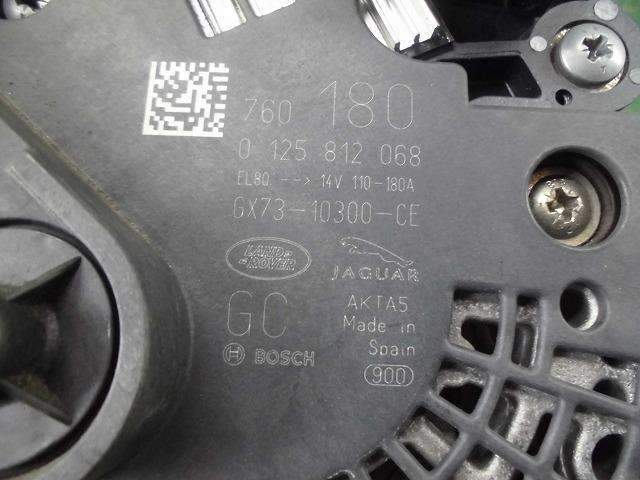 760 180
0 125 812 068
EL8Q --> 14V 110-180A
GX73-10300-CE
LAND ROVER
JAGUAR
GC
AKTA5
Made in
Spain
BOSCH
900